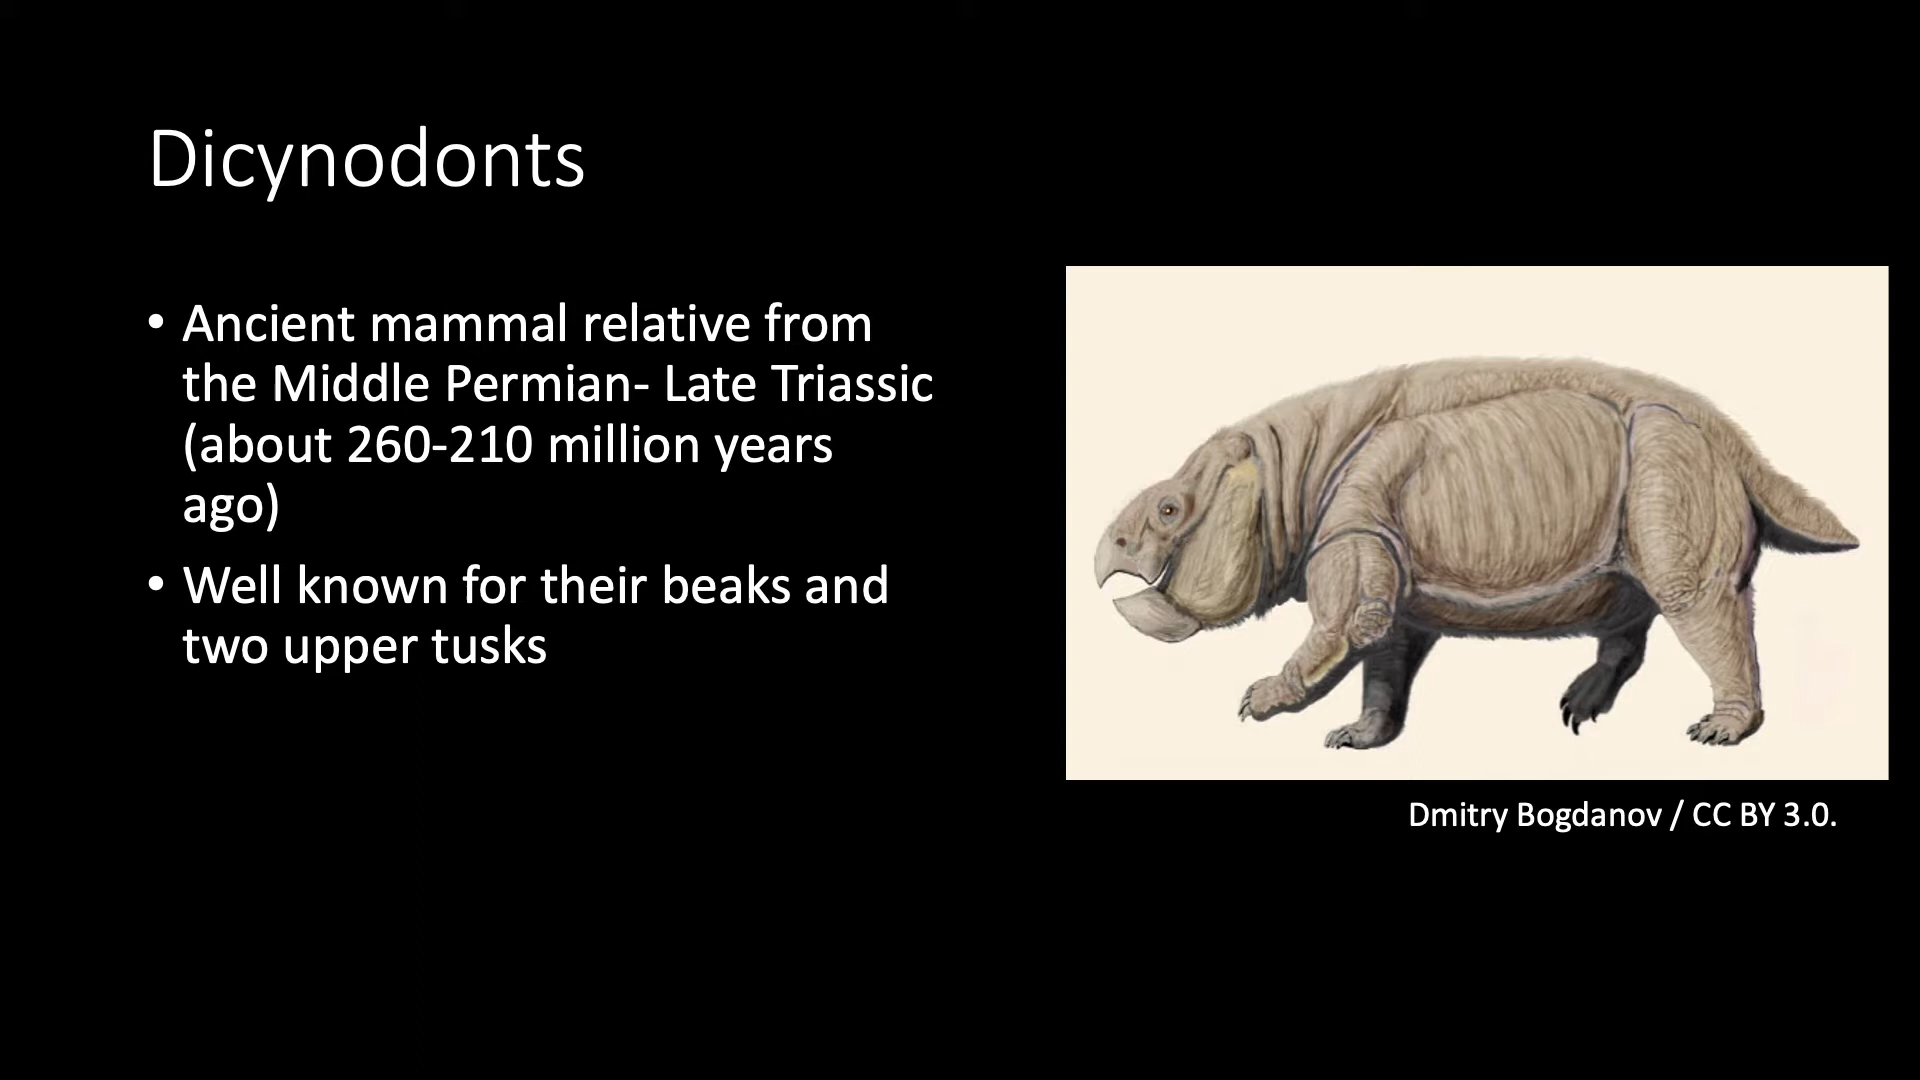 Dicynodonts
• Ancient mammal relative from
the Middle Permian- Late Triassic
(about 260-210 million years
ago)
• Well known for their beaks and
two upper tusks
Dmitry Bogdanov / CC BY 3.0.